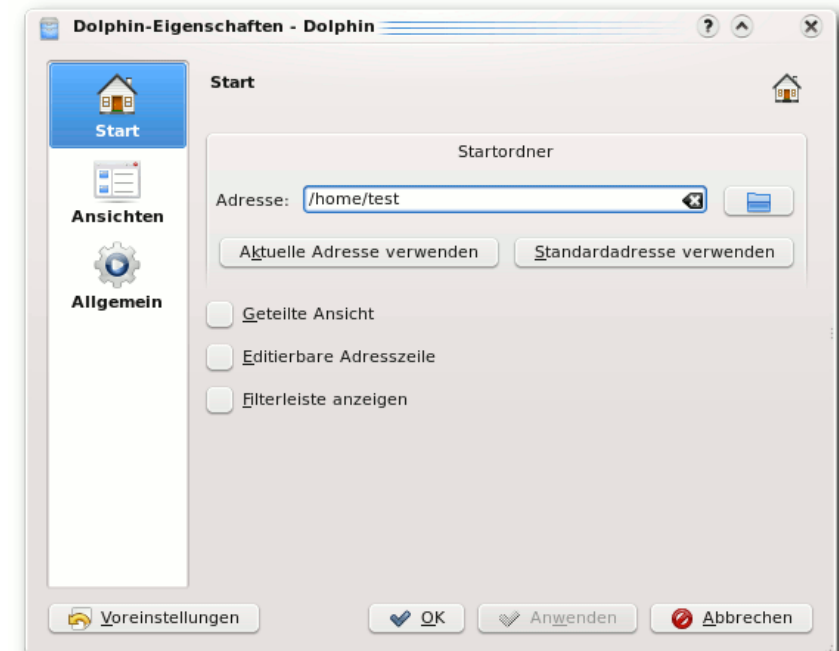 Dolphin-Eigenschaften - Dolphin
?
Start
Ansichten
Allgemein
Start
Startordner
Adresse: /home/test
Aktuelle Adresse verwenden Standardadresse verwenden
Geteilte Ansicht
Editierbare Adresszeile
Filterleiste anzeigen
Voreinstellungen OK Anwenden Abbrechen